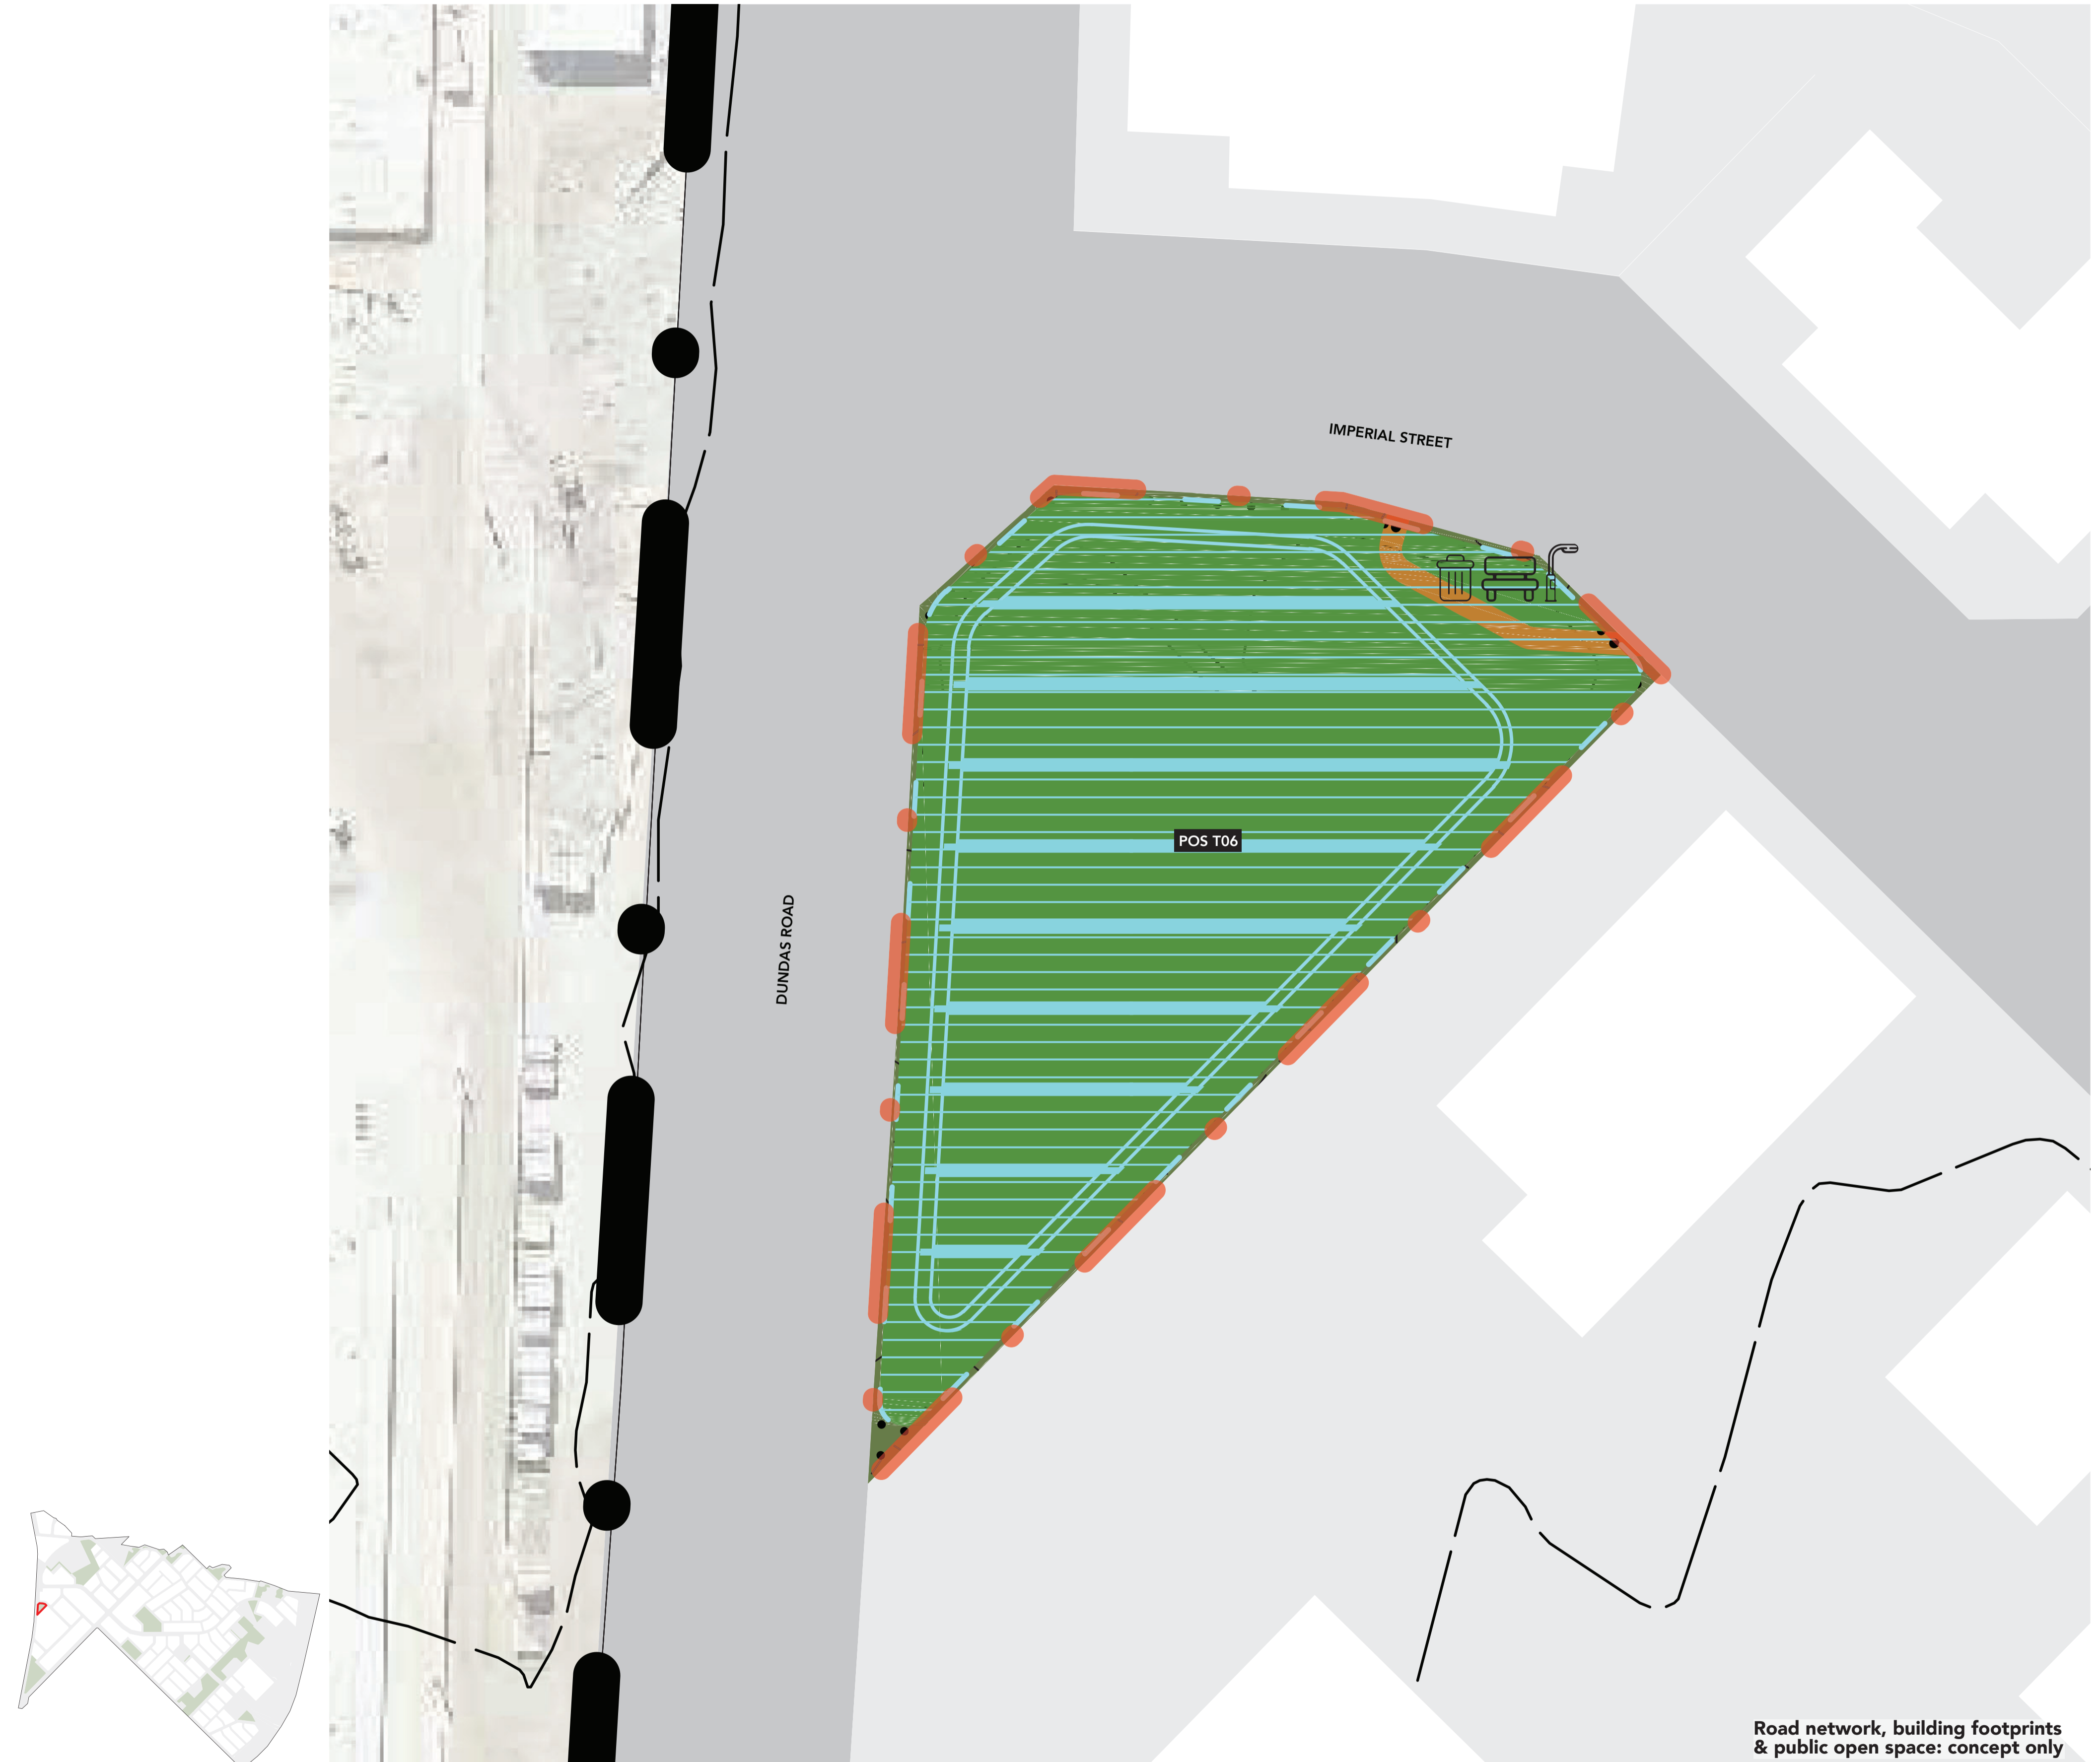 IMPERIAL STREET
POS T06
DUNDAS ROAD
Road network, building footprints
& public open space: concept only